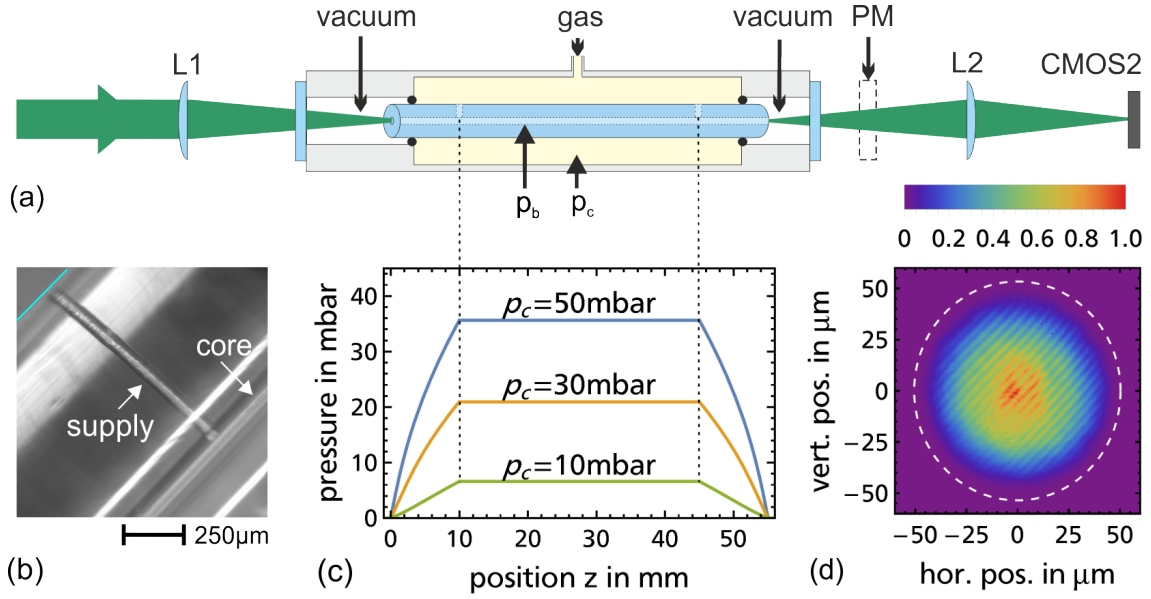 vacuum
gas
vacuum
PM
L1
L2
CMOS2
(a)
p_b
p_c
0 0.2 0.4 0.6 0.8 1.0
core
supply
250μm
(b)
pressure in mbar
40
30
20
10
0
p_c=50mbar
p_c=30mbar
p_c=10mbar
0 10 20 30 40 50
position z in mm
(c)
vert. pos. in μm
50
25
0
−25
−50
−50 −25 0 25 50
hor. pos. in μm
(d)